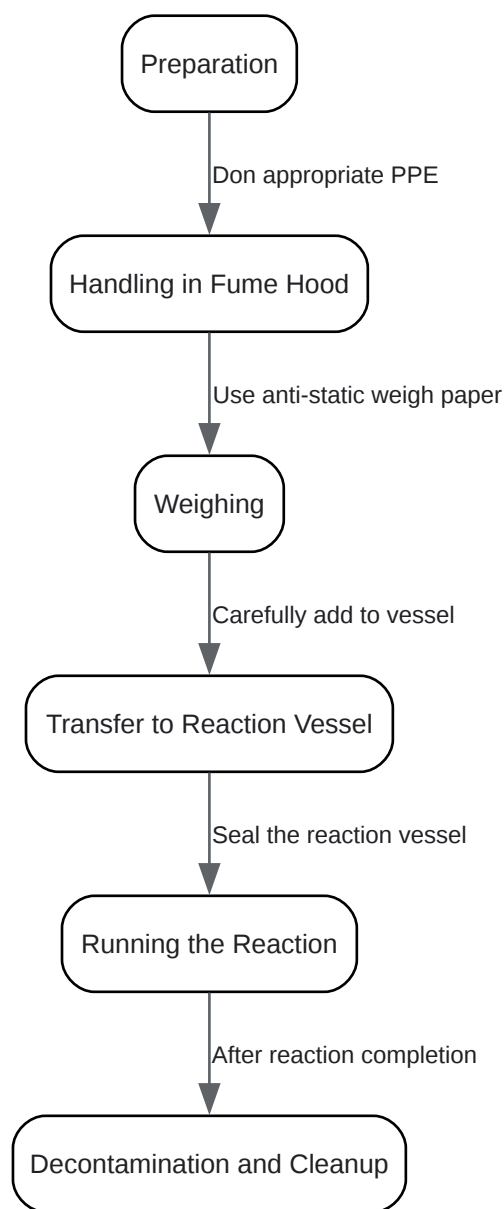 Preparation
Don appropriate PPE
Handling in Fume Hood
Use anti-static weigh paper
Weighing
Carefully add to vessel
Transfer to Reaction Vessel
Seal the reaction vessel
Running the Reaction
After reaction completion
Decontamination and Cleanup